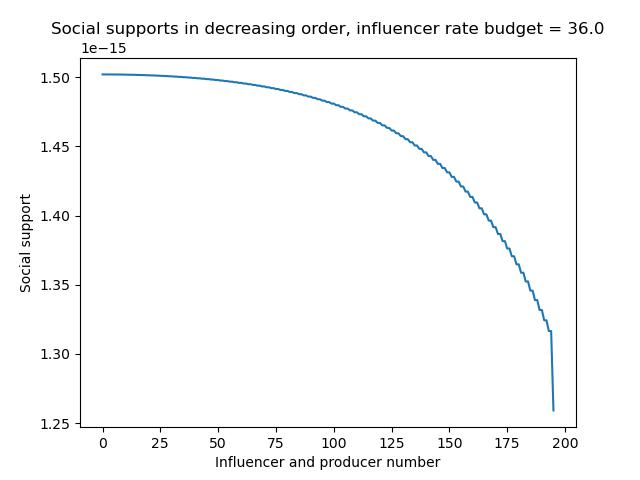 Social supports in decreasing order, influencer rate budget = 36.0
1e−15
1.50
1.45
1.40
1.35
1.30
1.25
Social support
0 25 50 75 100 125 150 175 200
Influencer and producer number